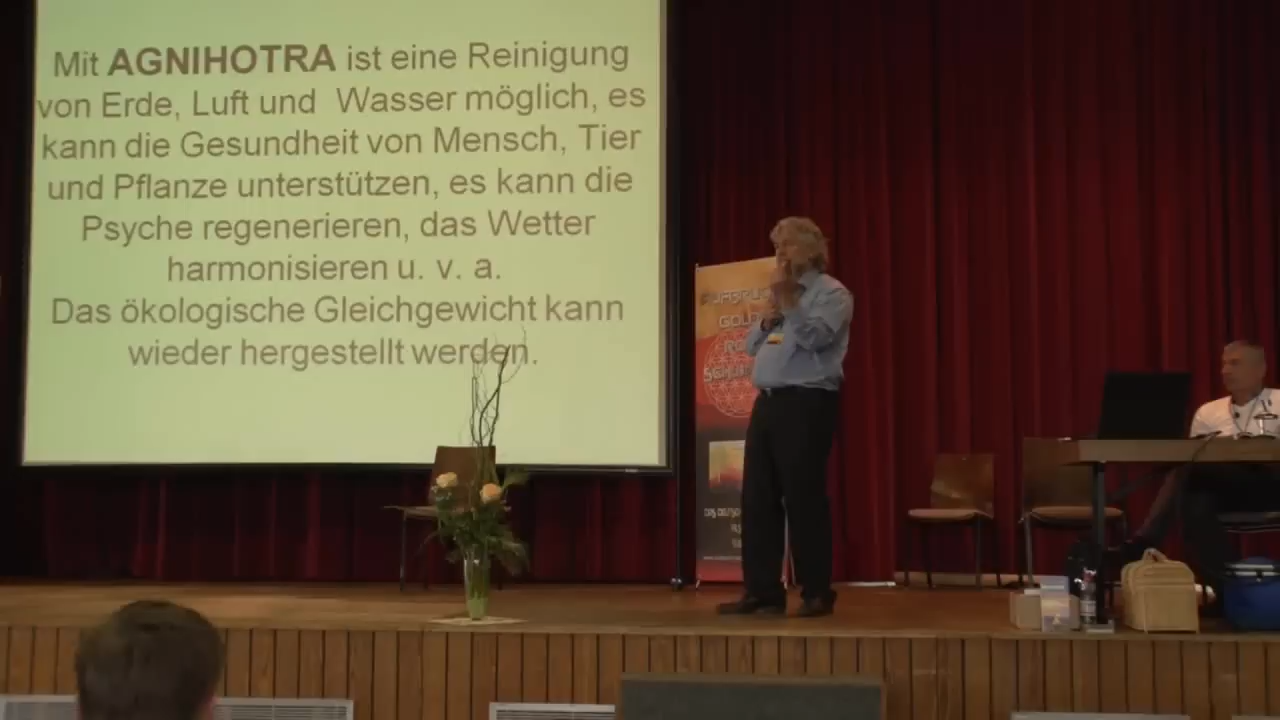 Mit AGNIHOTRA ist eine Reinigung
von Erde, Luft und Wasser möglich, es
kann die Gesundheit von Mensch, Tier
und Pflanze unterstützen, es kann die
Psyche regenerieren, das Wetter
harmonisieren u. v. a.
Das ökologische Gleichgewicht kann
wieder hergestellt werden.